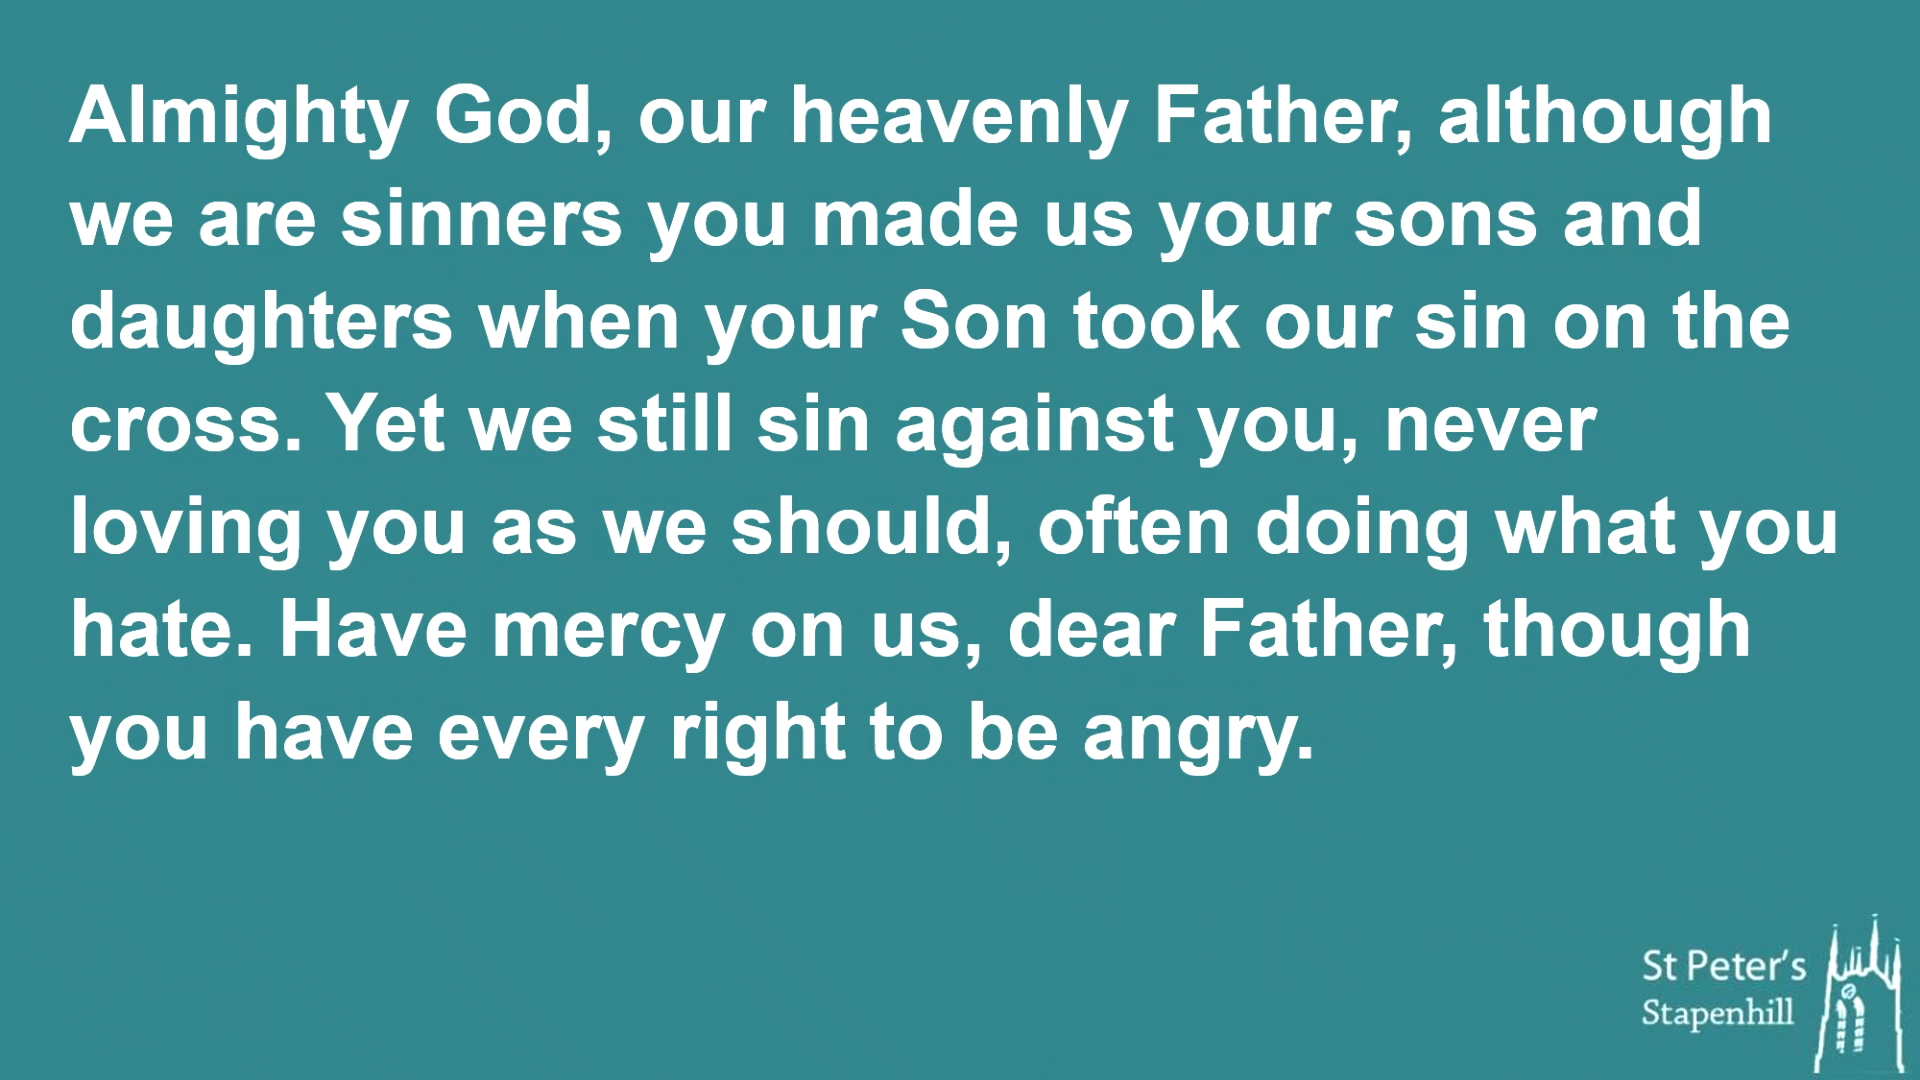 Almighty God, our heavenly Father, although
we are sinners you made us your sons and
daughters when your Son took our sin on the
cross. Yet we still sin against you, never
loving you as we should, often doing what you
hate. Have mercy on us, dear Father, though
you have every right to be angry.
St Peter's
Stapenhill